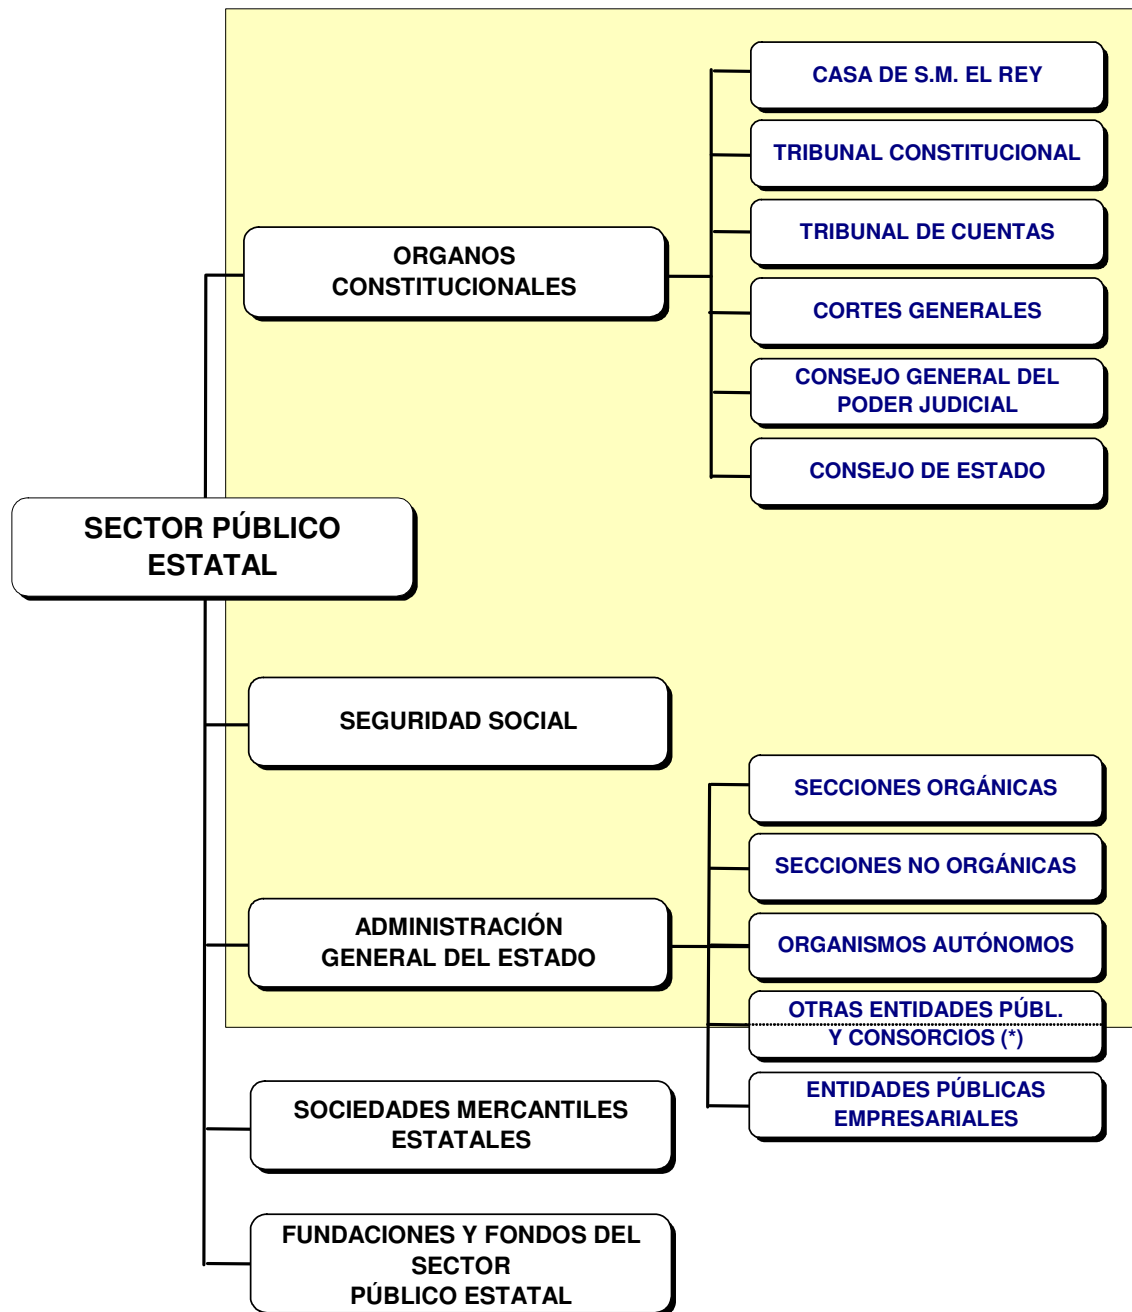 SECTOR PÚBLICO
ESTATAL
ORGANOS
CONSTITUCIONALES
CASA DE S.M. EL REY
TRIBUNAL CONSTITUCIONAL
TRIBUNAL DE CUENTAS
CORTES GENERALES
CONSEJO GENERAL DEL
PODER JUDICIAL
CONSEJO DE ESTADO
SEGURIDAD SOCIAL
ADMINISTRACIÓN
GENERAL DEL ESTADO
SECCIONES ORGÁNICAS
SECCIONES NO ORGÁNICAS
ORGANISMOS AUTÓNOMOS
OTRAS ENTIDADES PÚBL.
Y CONSORCIOS (*)
ENTIDADES PÚBLICAS
EMPRESARIALES
SOCIEDADES MERCANTILES
ESTATALES
FUNDACIONES Y FONDOS DEL
SECTOR
PÚBLICO ESTATAL